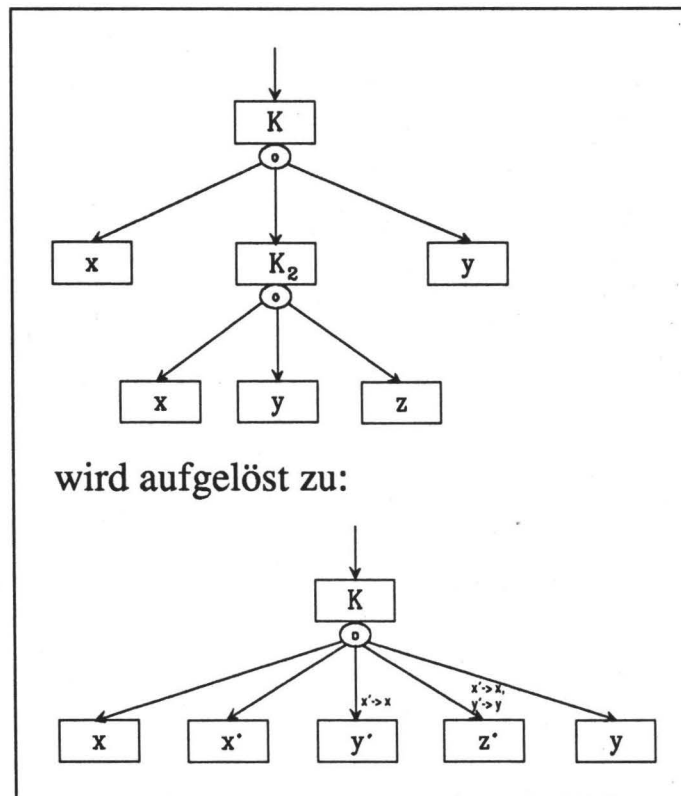 K
o
x K₂ y
o
x y z
wird aufgelöst zu:
K
o
x´-> x x´-> x,
y´-> y
x x´ y´ z´ y